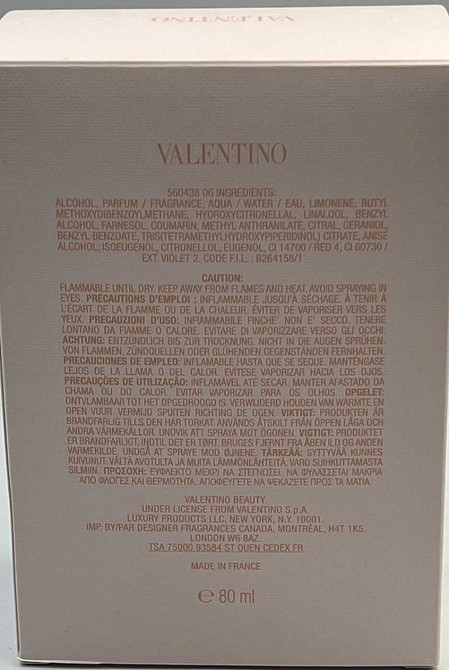 VALENTINO
VALENTINO
560438 06 INGREDIENTS:
ALCOHOL, PARFUM / FRAGRANCE, AQUA / WATER / EAU, LIMONENE, BUTYL
METHOXYDIBENZOYLMETHANE, HYDROXYCITRONELLAL, LINALOOL, BENZYL
ALCOHOL, FARNESOL, COUMARIN, METHYL ANTHRANILATE, CITRAL, GERANIOL,
BENZYL BENZOATE, TRIS(TETRAMETHYLHYDROXYPIPERIDINOL) CITRATE, ANISE
ALCOHOL, ISOEUGENOL, CITRONELLOL, EUGENOL, CI 14700 / RED 4, CI 60730 /
EXT. VIOLET 2. CODE F.I.L. : B264158/1
CAUTION:
FLAMMABLE UNTIL DRY. KEEP AWAY FROM FLAMES AND HEAT. AVOID SPRAYING IN
EYES. PRÉCAUTIONS D'EMPLOI : INFLAMMABLE JUSQU'À SÉCHAGE. À TENIR À
L'ÉCART DE LA FLAMME OU DE LA CHALEUR. ÉVITER DE VAPORISER VERS LES
YEUX. PRECAUZIONI D'USO: INFIAMMABILE FINCHE' NON E' SECCO. TENERE
LONTANO DA FIAMME O CALORE. EVITARE DI VAPORIZZARE VERSO GLI OCCHI.
ACHTUNG: ENTZÜNDLICH BIS ZUR TROCKNUNG. NICHT IN DIE AUGEN SPRÜHEN.
VON FLAMMEN, ZÜNDQUELLEN ODER GLÜHENDEN GEGENSTÄNDEN FERNHALTEN.
PRECAUCIONES DE EMPLEO: INFLAMABLE HASTA QUE SE SEQUE. MANTÉNGASE
LEJOS DE LA LLAMA O DEL CALOR. EVÍTESE VAPORIZAR HACIA LOS OJOS.
PRECAUÇÕES DE UTILIZAÇÃO: INFLAMÁVEL ATÉ SECAR. MANTER AFASTADO DA
CHAMA OU DO CALOR. EVITAR VAPORIZAR PARA OS OLHOS. OPGELET:
ONTVLAMBAAR TOT HET OPGEDROOGD IS. VERWIJDERD HOUDEN VAN WARMTE EN
OPEN VUUR VERMIJD SPUITEN RICHTING DE OGEN. VIKTIGT: PRODUKTEN ÄR
BRANDFARLIG TILLS DEN HAR TORKAT. ANVÄNDS ÅTSKILT FRÅN ÖPPEN LÅGA OCH
ANDRA VÄRMEKÄLLOR. UNDVIK ATT SPRAYA MOT ÖGONEN. VIGTIGT: PRODUKTET
ER BRANDFARLIGT, INDTIL DET ER TØRT. BRUGES FJERNT FRA ÅBEN ILD OG ANDEN
VARMEKILDE, UNDGÅ AT SPRAYE MOD ØJNENE. TÄRKEÄÄ: SYTTYVÄÄ KUNNES
KUIVUNUT. VÄLTÄ AVOTULTA JA MUITA LÄMMÖNLÄHTEITÄ, VARO SUIHKUTTAMASTA
SILMIIN. ΠΡΟΣΟΧΗ: ΕΥΦΛΕΚΤΟ ΜΕΧΡΙ ΝΑ ΣΤΕΓΝΩΣΕΙ. ΝΑ ΦΥΛΑΣΣΕΤΑΙ ΜΑΚΡΙΑ
ΑΠΟ ΦΛΟΓΕΣ ΚΑΙ ΘΕΡΜΟΤΗΤΑ. ΑΠΟΦΕΥΓΕΤΕ ΝΑ ΨΕΚΑΖΕΤΕ ΠΡΟΣ ΤΑ ΜΑΤΙΑ.
VALENTINO BEAUTY
UNDER LICENSE FROM VALENTINO S.p.A.
LUXURY PRODUCTS LLC, NEW YORK, N.Y. 10001.
IMP. BY/PAR DESIGNER FRAGRANCES CANADA, MONTRÉAL, H4T 1K5.
LONDON W6 8AZ.
TSA 75000 93584 ST OUEN CEDEX FR
MADE IN FRANCE
℮ 80 ml